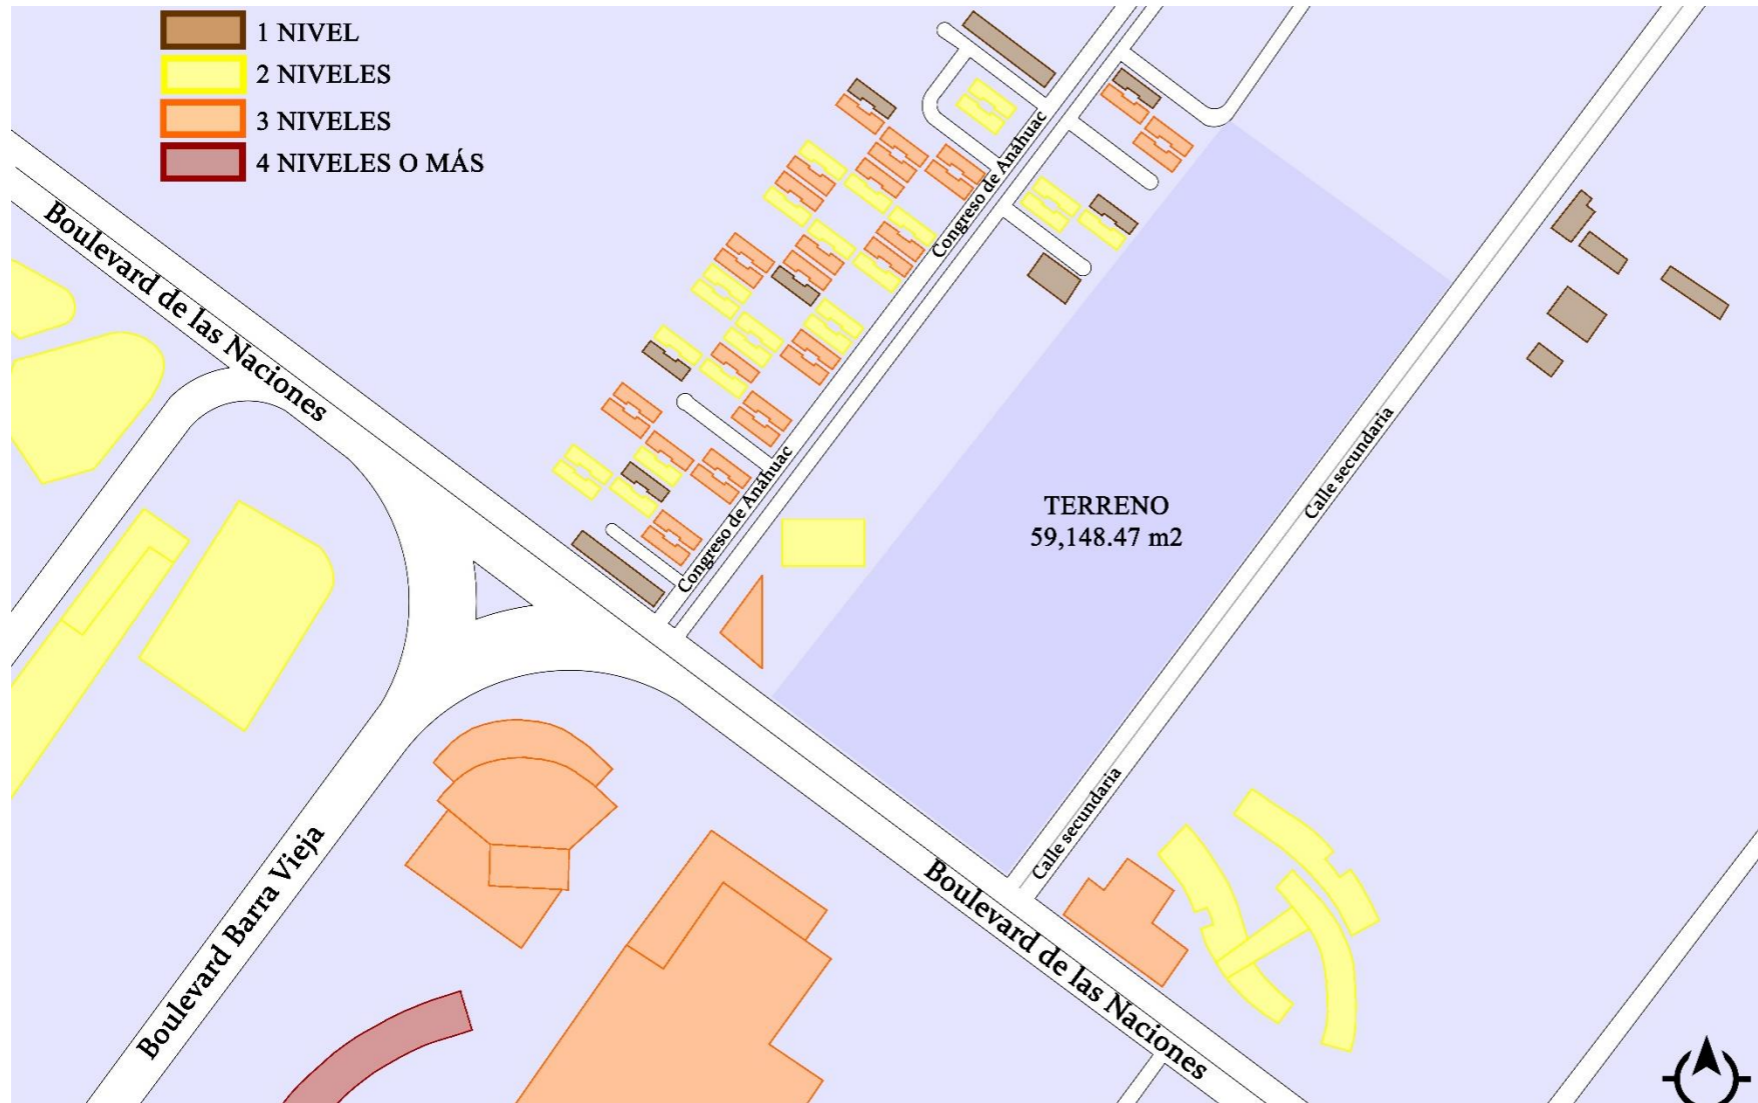 1 NIVEL
2 NIVELES
3 NIVELES
4 NIVELES O MÁS
Boulevard de las Naciones
Congreso de Anáhuac
Congreso de Anáhuac
Calle secundaria
TERRENO
59,148.47 m2
Calle secundaria
Boulevard Barra Vieja
Boulevard de las Naciones